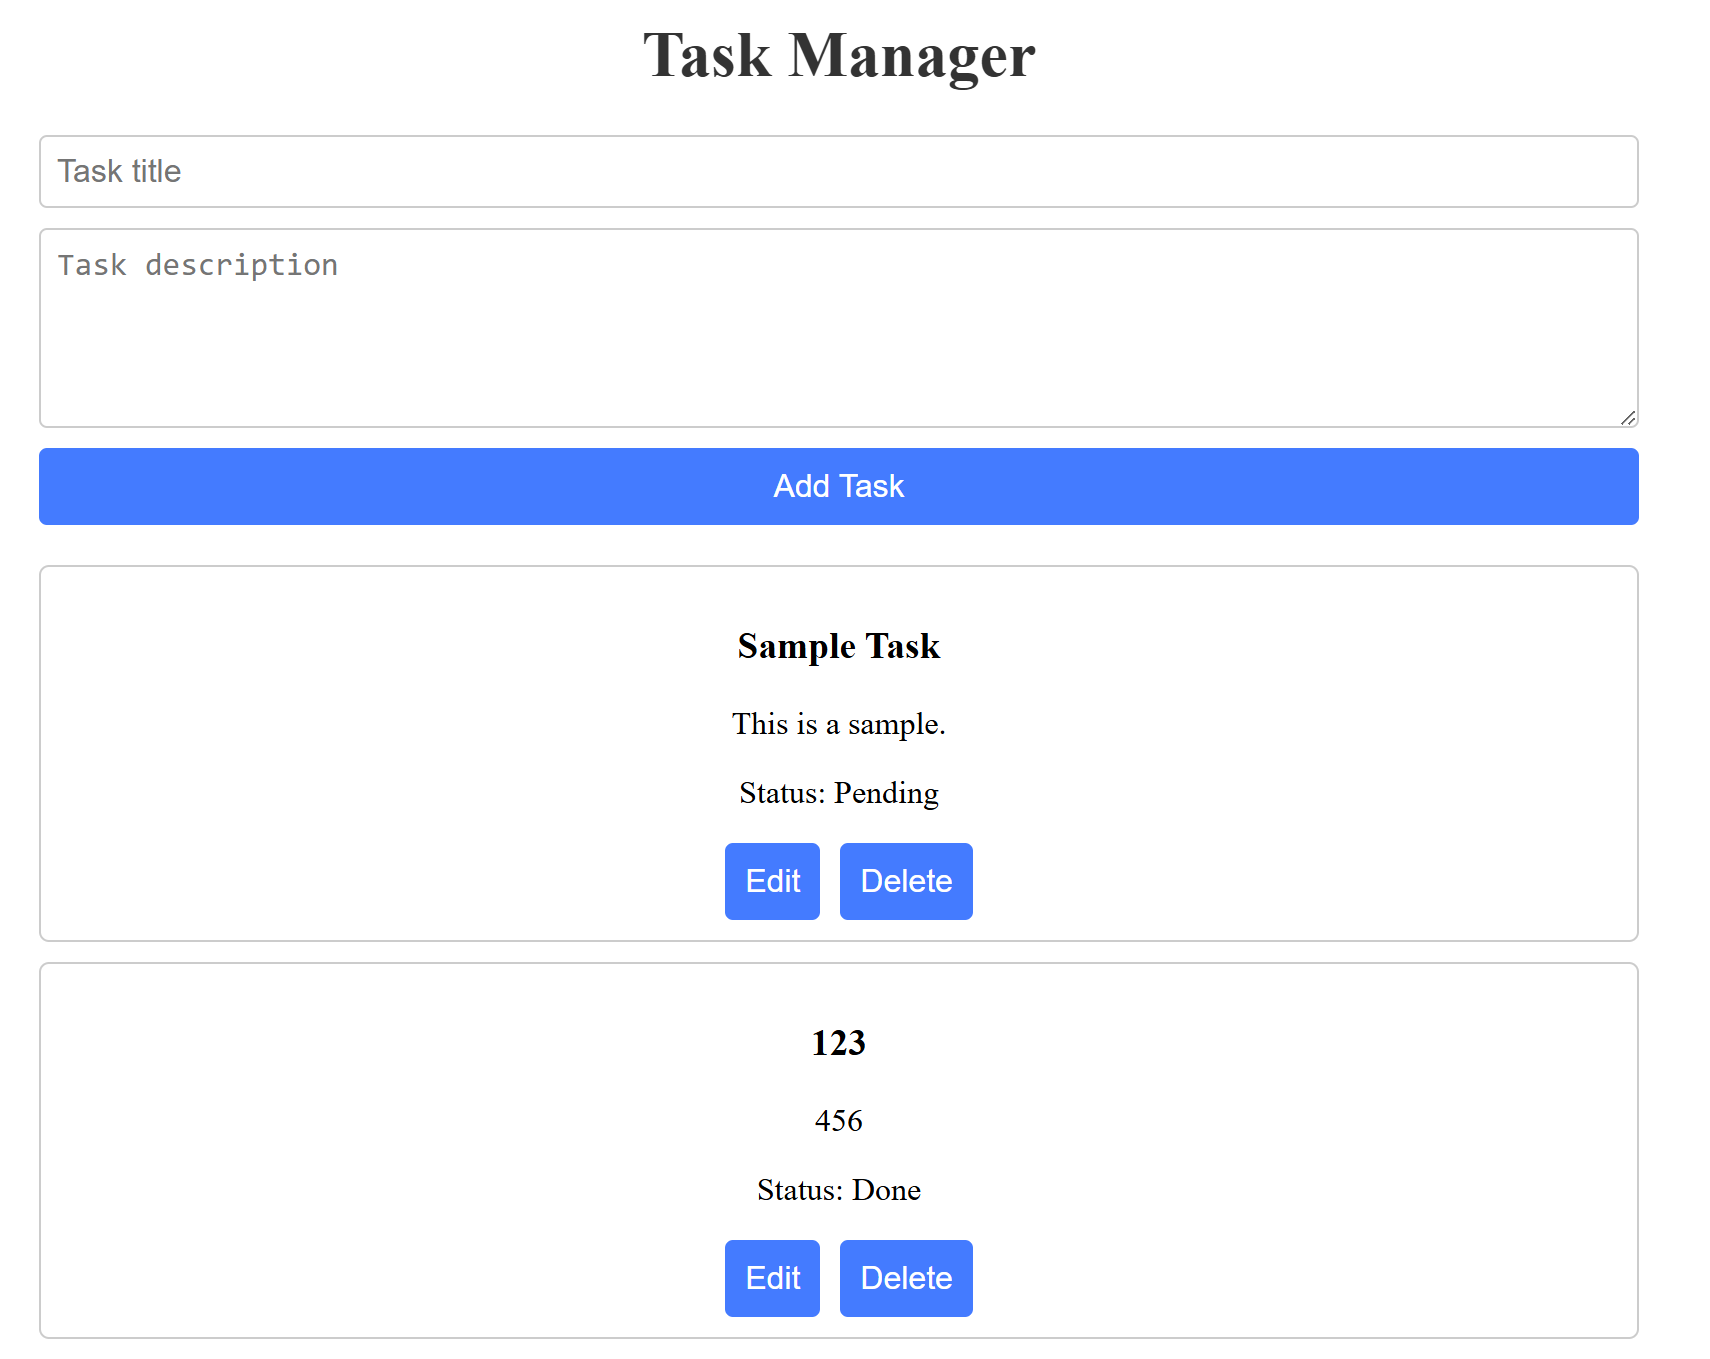 Task Manager
Task title
Task description
Add Task
Sample Task
This is a sample.
Status: Pending
Edit Delete
123
456
Status: Done
Edit Delete